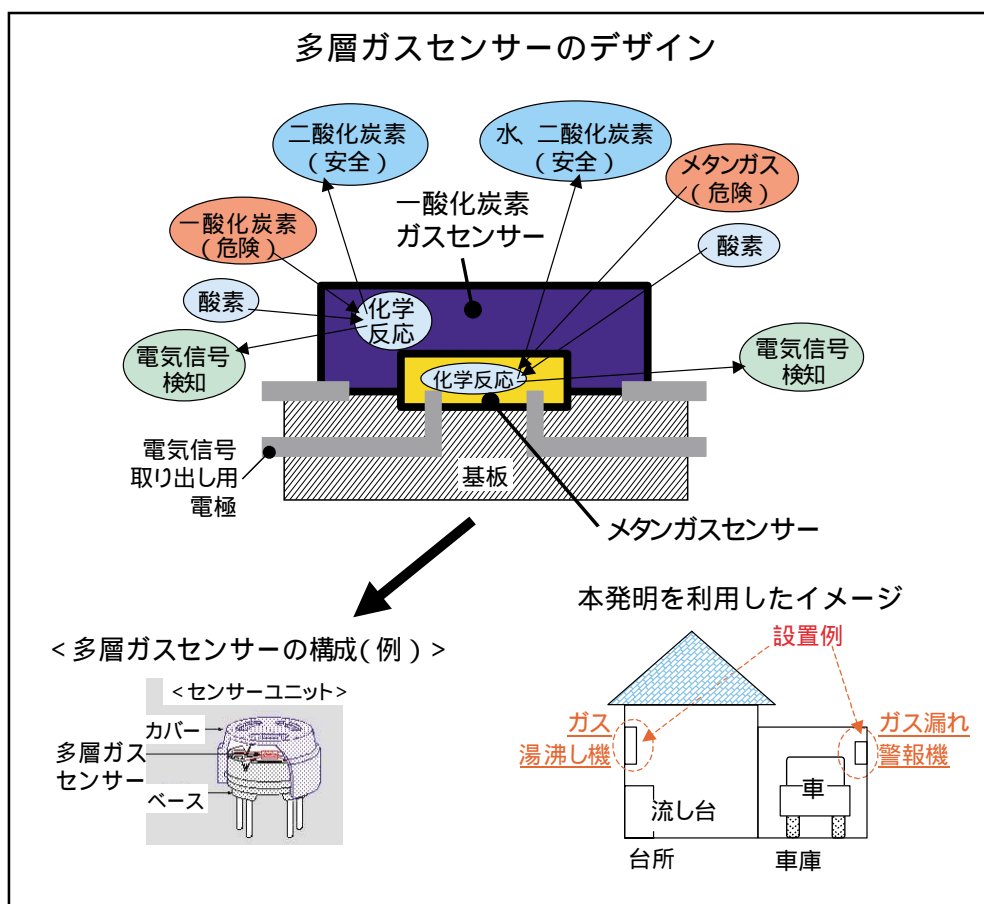 多層ガスセンサーのデザイン
二酸化炭素
(安全)
水、二酸化炭素
(安全)
メタンガス
(危険)
一酸化炭素
ガスセンサー
一酸化炭素
(危険)
酸素
酸素
化学
反応
電気信号
検知
化学反応
電気信号
検知
電気信号
取り出し用
電極
基板
メタンガスセンサー
本発明を利用したイメージ
設置例
<多層ガスセンサーの構成(例)>
<センサーユニット>
カバー
多層ガス
センサー
ベース
ガス
湯沸し機
ガス漏れ
警報機
車
流し台
台所
車庫